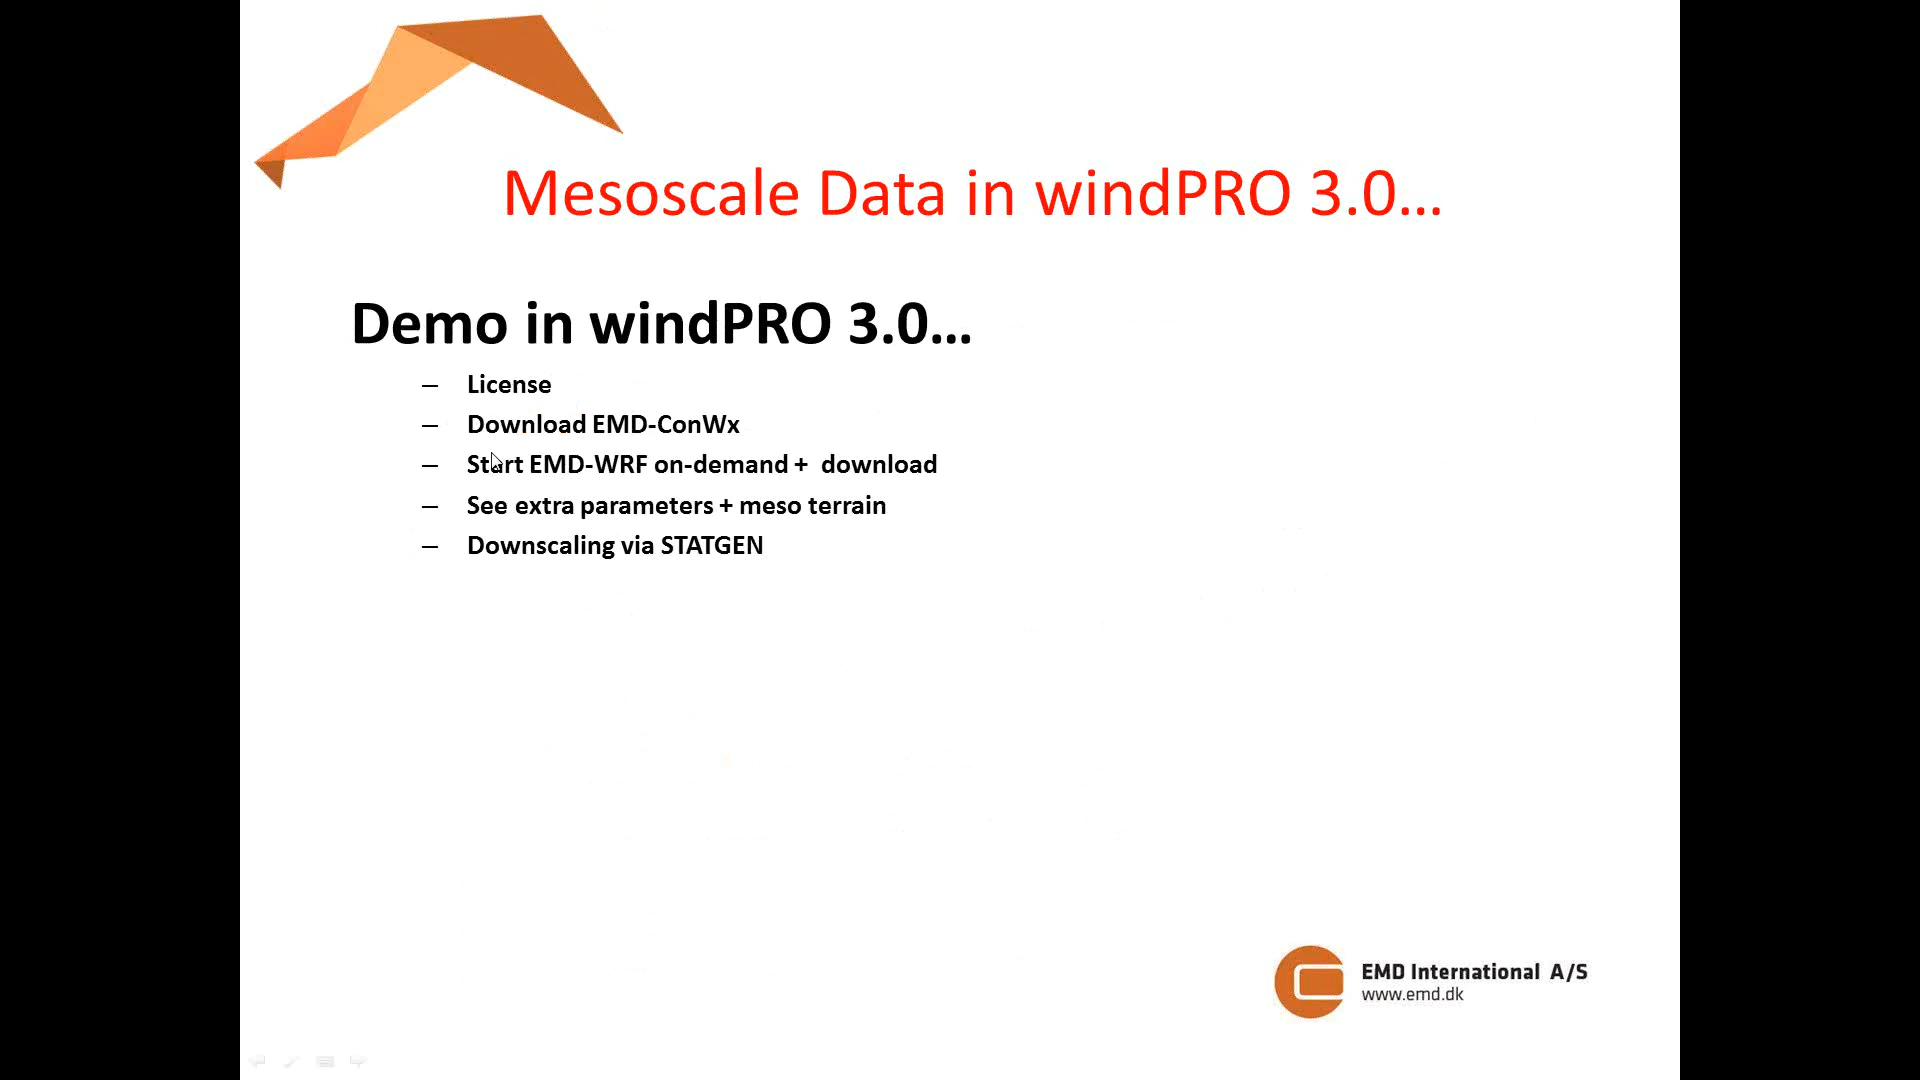 Mesoscale Data in windPRO 3.0...
Demo in windPRO 3.0...
– License
– Download EMD-ConWx
– Start EMD-WRF on-demand + download
– See extra parameters + meso terrain
– Downscaling via STATGEN
EMD International A/S
www.emd.dk